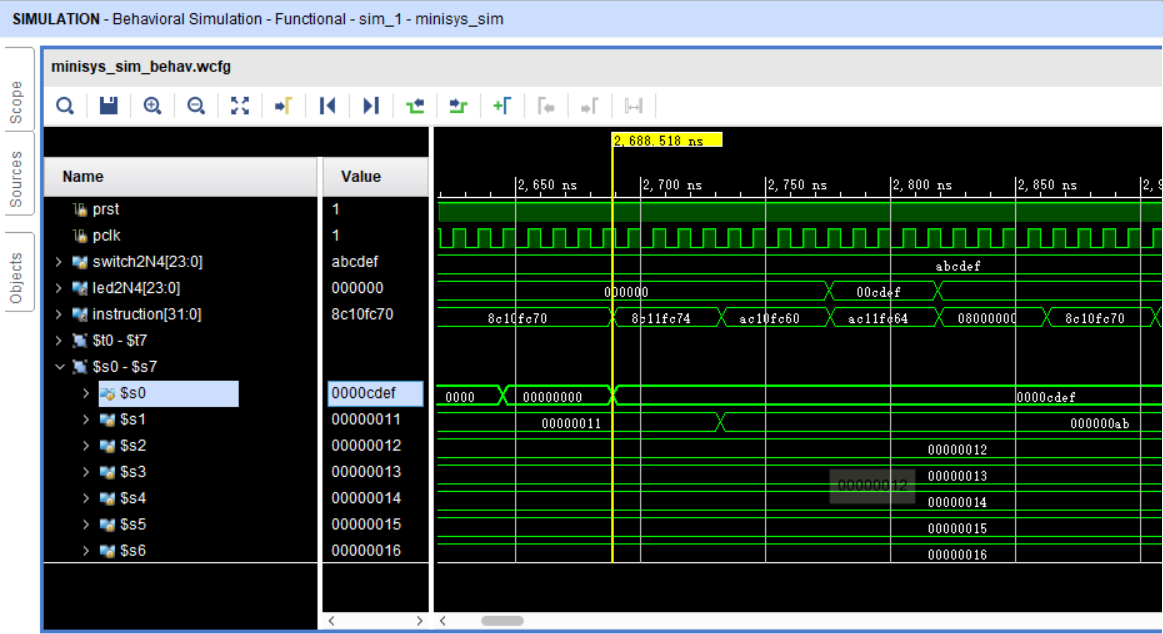 SIMULATION - Behavioral Simulation - Functional - sim_1 - minisys_sim
Scope
Sources
Objects
minisys_sim_behav.wcfg
2,688.518 ns
Name Value
2,650 ns 2,700 ns 2,750 ns 2,800 ns 2,850 ns
prst 1
pclk 1
switch2N4[23:0] abcdef abcdef
led2N4[23:0] 000000 000000 00cdef
instruction[31:0] 8c10fc70 8c10fc70 8c11fc74 ac10fc60 ac11fc64 08000000 8c10fc70
$t0 - $t7
$s0 - $s7
$s0 0000cdef 0000 00000000 0000cdef
$s1 00000011 00000011 000000ab
$s2 00000012 00000012
$s3 00000013 00000013
00000012
$s4 00000014 00000014
$s5 00000015 00000015
$s6 00000016 00000016